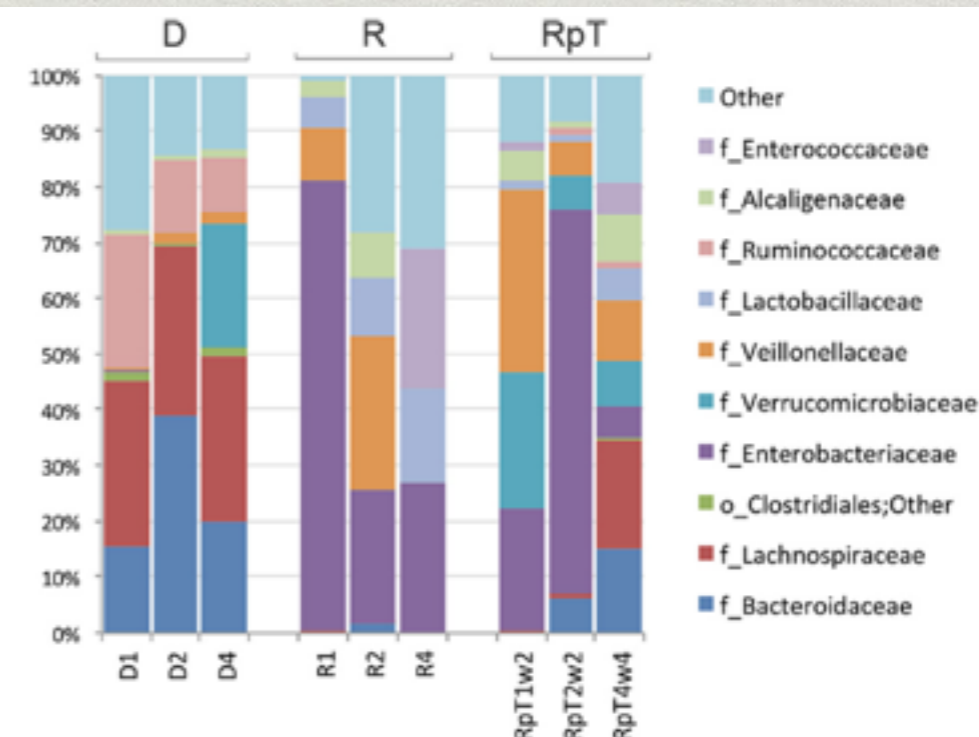 D R RpT
100%
90%
80%
70%
60%
50%
40%
30%
20%
10%
0%
D1
D2
D4
R1
R2
R4
RpT1w2
RpT2w2
RpT4w4
Other
f_Enterococcaceae
f_Alcaligenaceae
f_Ruminococcaceae
f_Lactobacillaceae
f_Veillonellaceae
f_Verrucomicrobiaceae
f_Enterobacteriaceae
o_Clostridiales;Other
f_Lachnospiraceae
f_Bacteroidaceae